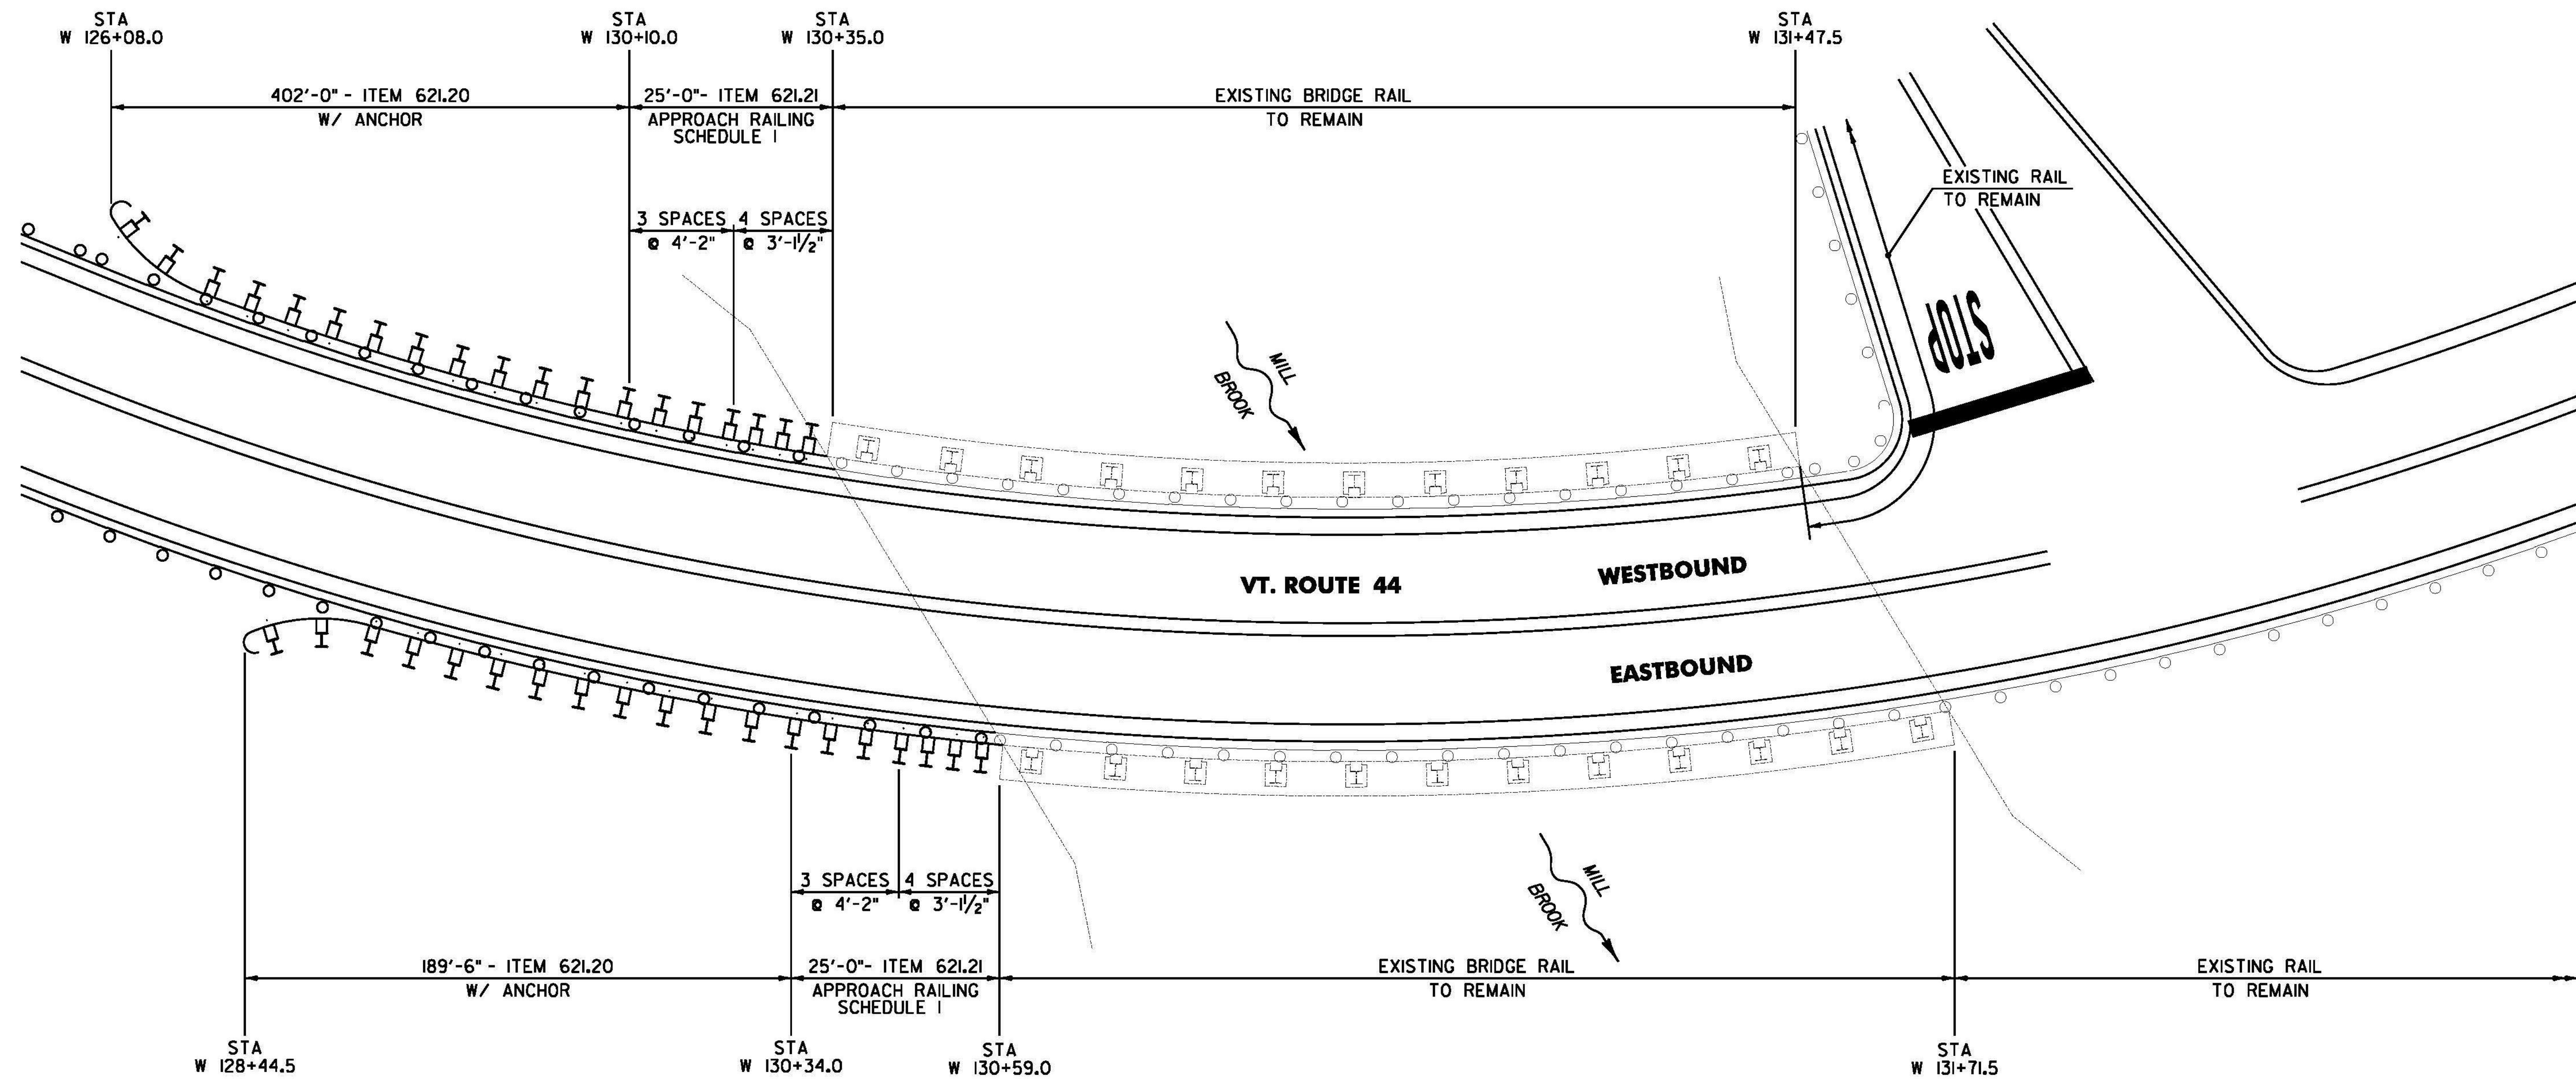 STA
W 126+08.0
STA
W 130+10.0
STA
W 130+35.0
STA
W 131+47.5
402'-0" - ITEM 621.20
W/ ANCHOR
25'-0"- ITEM 621.21
APPROACH RAILING
SCHEDULE 1
EXISTING BRIDGE RAIL
TO REMAIN
EXISTING RAIL
TO REMAIN
3 SPACES
@ 4'-2"
4 SPACES
@ 3'-1½"
STOP
MILL
BROOK
WESTBOUND
VT. ROUTE 44
EASTBOUND
MILL
BROOK
3 SPACES
@ 4'-2"
4 SPACES
@ 3'-1½"
189'-6" - ITEM 621.20
W/ ANCHOR
25'-0"- ITEM 621.21
APPROACH RAILING
SCHEDULE 1
EXISTING BRIDGE RAIL
TO REMAIN
EXISTING RAIL
TO REMAIN
STA
W 128+44.5
STA
W 130+34.0
STA
W 130+59.0
STA
W 131+71.5